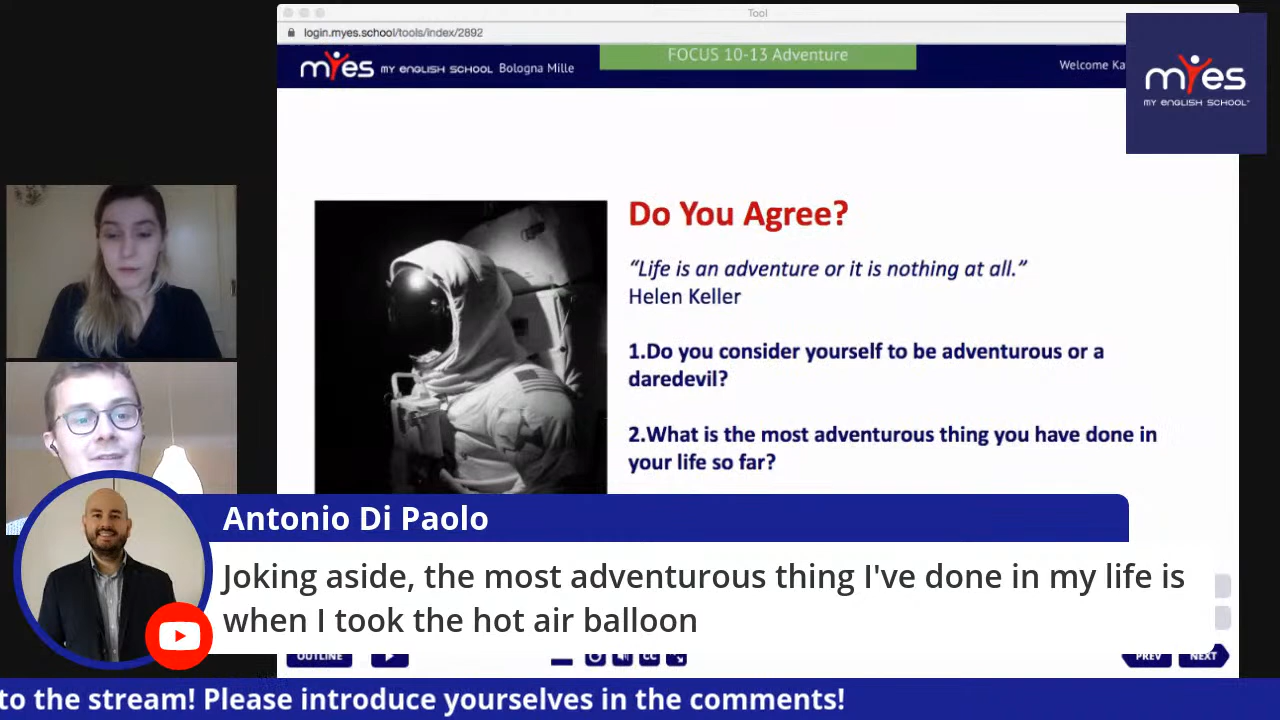 Tool
login.myes.school/tools/index/2892
myes MY ENGLISH SCHOOL Bologna Mille
FOCUS 10-13 Adventure
Welcome Ka
myes
MY ENGLISH SCHOOL
Do You Agree?
“Life is an adventure or it is nothing at all.”
Helen Keller
1.Do you consider yourself to be adventurous or a
daredevil?
2.What is the most adventurous thing you have done in
your life so far?
Antonio Di Paolo
Joking aside, the most adventurous thing I've done in my life is
when I took the hot air balloon
OUTLINE
CC
PREV
NEXT
to the stream! Please introduce yourselves in the comments!